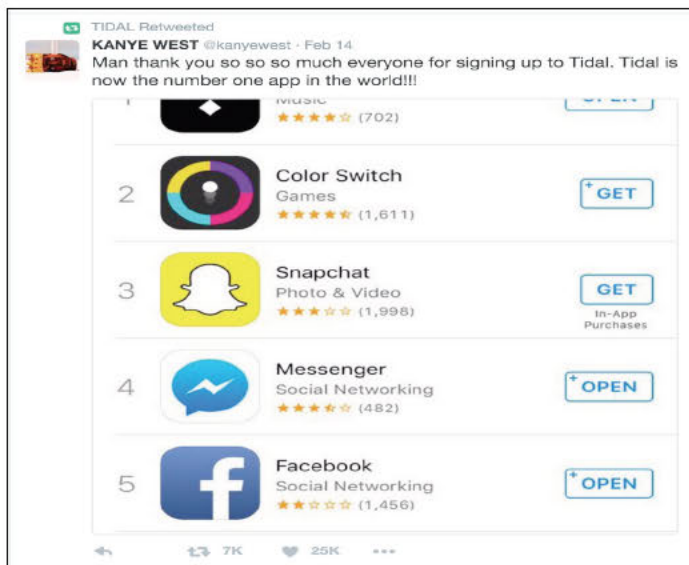 TIDAL Retweeted
KANYE WEST @kanyewest · Feb 14
Man thank you so so so much everyone for signing up to Tidal. Tidal is
now the number one app in the world!!!
1
Music
(702)
OPEN
2
Color Switch
Games
(1,611)
+GET
3
Snapchat
Photo & Video
(1,998)
GET
In-App
Purchases
4
Messenger
Social Networking
(482)
+OPEN
5
Facebook
Social Networking
(1,456)
+OPEN
7K
25K